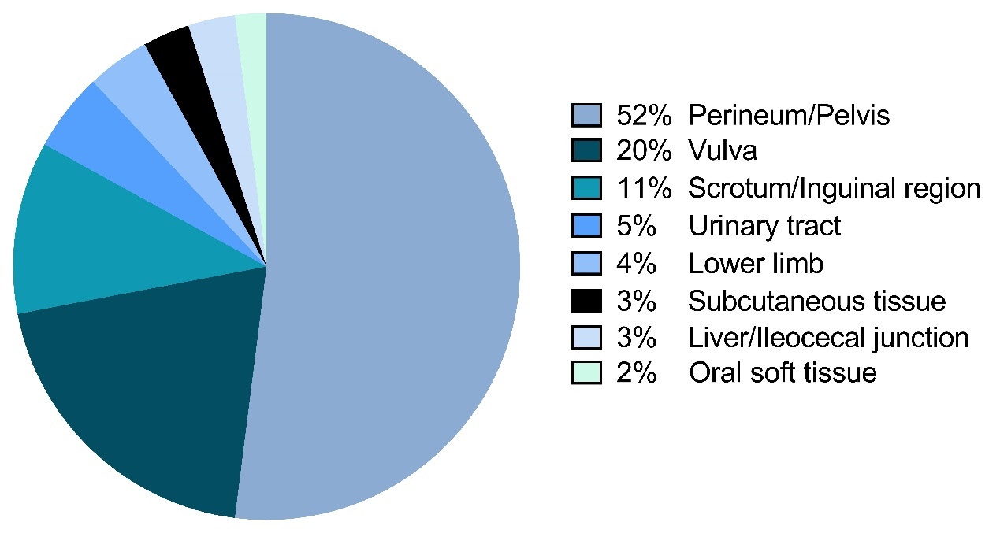 52% Perineum/Pelvis
20% Vulva
11% Scrotum/Inguinal region
5% Urinary tract
4% Lower limb
3% Subcutaneous tissue
3% Liver/Ileocecal junction
2% Oral soft tissue